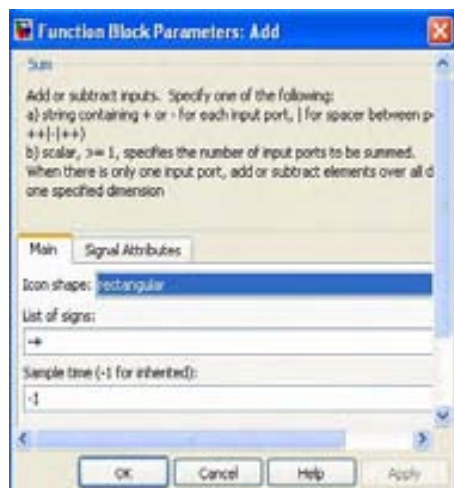 Function Block Parameters: Add
Sum
Add or subtract inputs. Specify one of the following:
a) string containing + or - for each input port, | for spacer between p
++|-|++)
b) scalar, >= 1, specifies the number of input ports to be summed.
When there is only one input port, add or subtract elements over all d
one specified dimension
Main Signal Attributes
Icon shape: rectangular
List of signs:
-+
Sample time (-1 for inherited):
-1
OK Cancel Help Apply